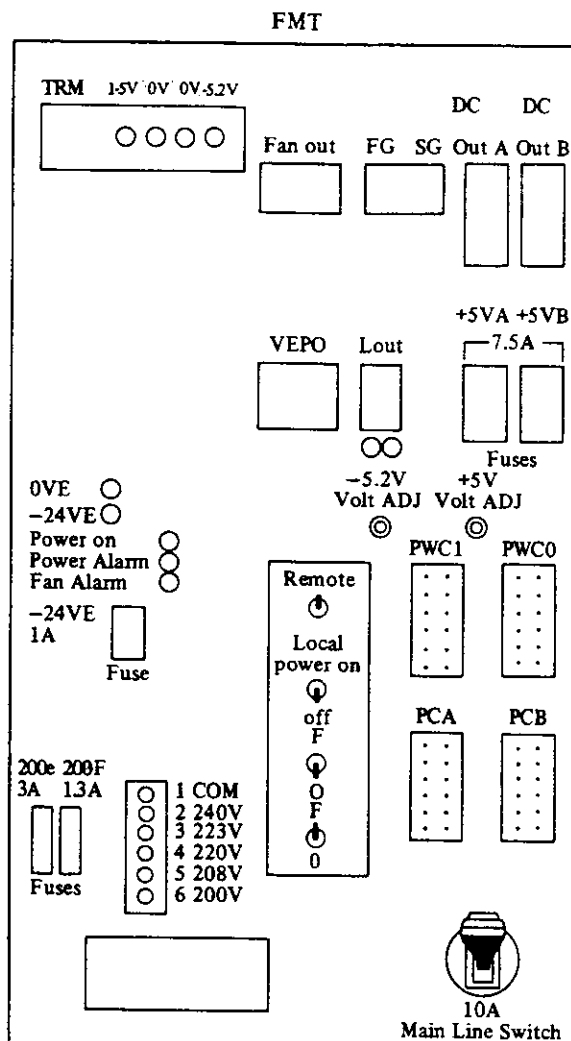 FMT
TRM 1-5V 0V 0V -5.2V
DC DC
Fan out FG SG Out A Out B
+5VA +5VB
7.5A
VEPO Lout
Fuses
0VE
-24VE
−5.2V +5V
Volt ADJ Volt ADJ
Power on
Power Alarm
Fan Alarm
PWC1 PWC0
Remote
−24VE
1A
Fuse
Local
power on
off
F
PCA PCB
200e 200F
3A 1.3A
Fuses
1 COM
2 240V
3 223V
4 220V
5 208V
6 200V
O
F
0
10A
Main Line Switch